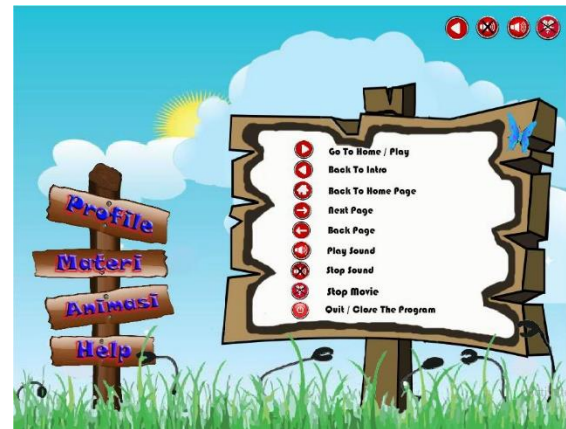 Go To Home / Play
Back To Intro
Back To Home Page
Next Page
Back Page
Play Sound
Stop Sound
Stop Movie
Quit / Close The Program
Profile
Materi
Animasi
Help